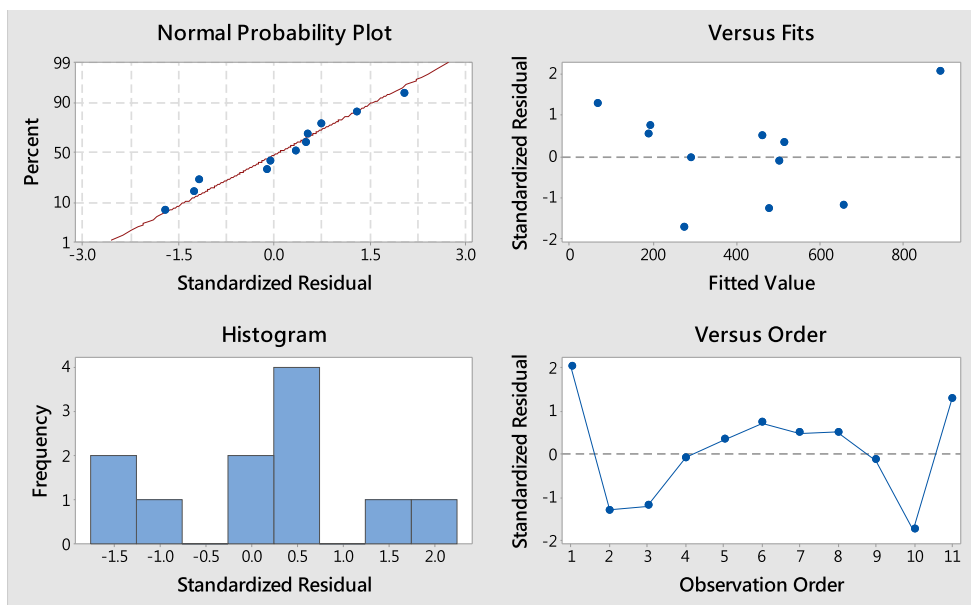 Normal Probability Plot
99
90
50
10
1
Percent
-3.0 -1.5 0.0 1.5 3.0
Standardized Residual
Versus Fits
2
1
0
-1
-2
Standardized Residual
0 200 400 600 800
Fitted Value
Histogram
4
3
2
1
0
Frequency
-1.5 -1.0 -0.5 0.0 0.5 1.0 1.5 2.0
Standardized Residual
Versus Order
2
1
0
-1
-2
Standardized Residual
1 2 3 4 5 6 7 8 9 10 11
Observation Order